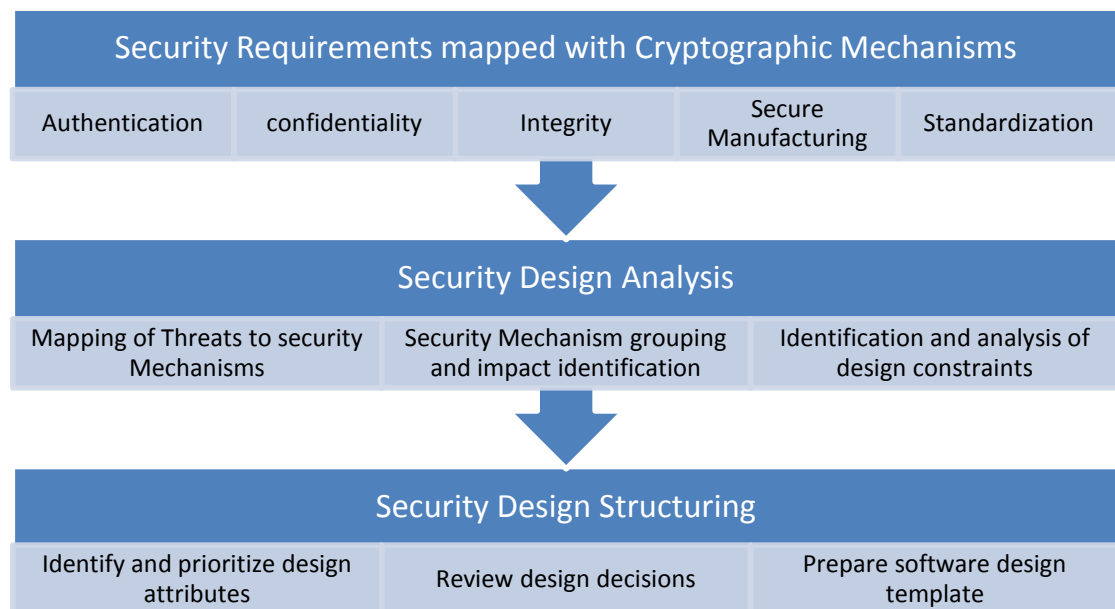 Security Requirements mapped with Cryptographic Mechanisms
Authentication
confidentiality
Integrity
Secure
Manufacturing
Standardization
Security Design Analysis
Mapping of Threats to security
Mechanisms
Security Mechanism grouping
and impact identification
Identification and analysis of
design constraints
Security Design Structuring
Identify and prioritize design
attributes
Review design decisions
Prepare software design
template